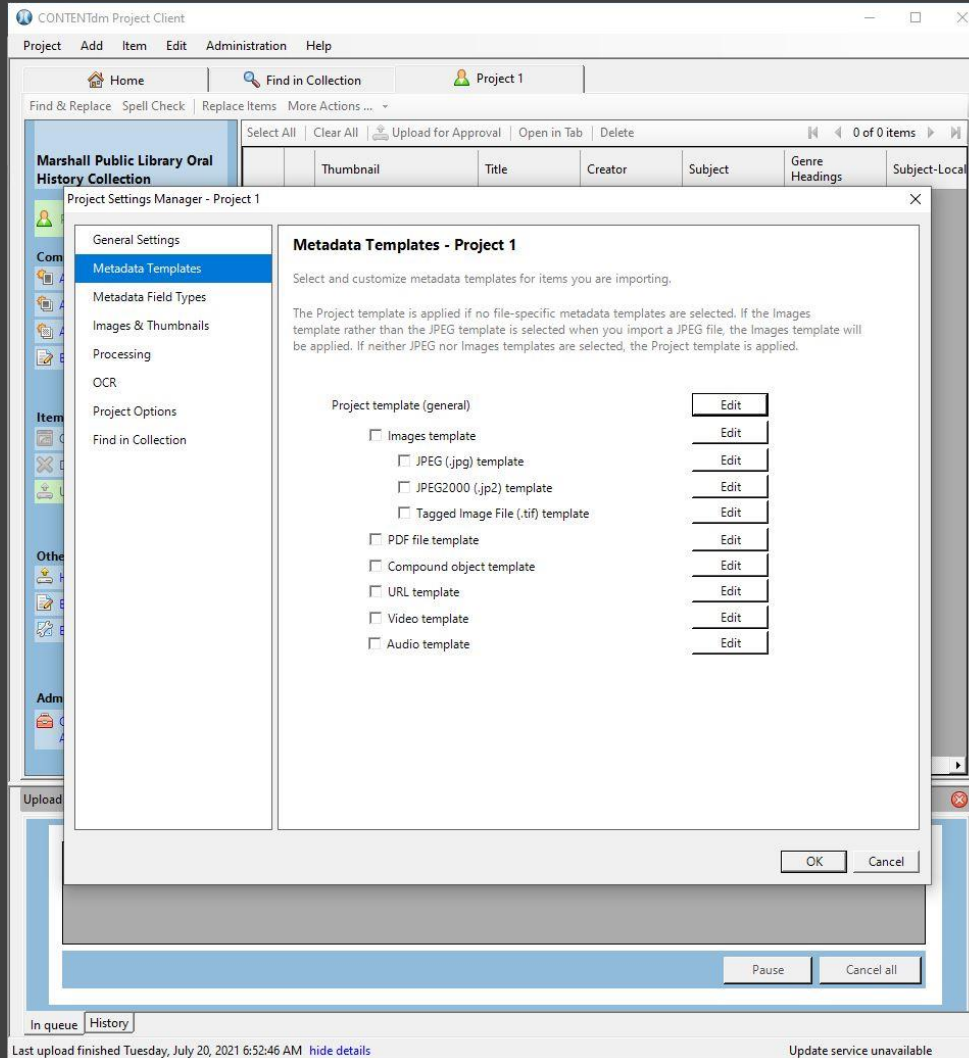 CONTENTdm Project Client
Project Add Item Edit Administration Help
Home Find in Collection Project 1
Find & Replace Spell Check Replace Items More Actions ...
Select All Clear All Upload for Approval Open in Tab Delete 0 of 0 items
Marshall Public Library Oral
History Collection
Thumbnail Title Creator Subject Genre
Headings Subject-Local
Project Settings Manager - Project 1
General Settings
Metadata Templates
Metadata Field Types
Images & Thumbnails
Processing
OCR
Project Options
Find in Collection
Metadata Templates - Project 1
Select and customize metadata templates for items you are importing.
The Project template is applied if no file-specific metadata templates are selected. If the Images
template rather than the JPEG template is selected when you import a JPEG file, the Images template will
be applied. If neither JPEG nor Images templates are selected, the Project template is applied.
Project template (general) Edit
Images template Edit
JPEG (.jpg) template Edit
JPEG2000 (.jp2) template Edit
Tagged Image File (.tif) template Edit
PDF file template Edit
Compound object template Edit
URL template Edit
Video template Edit
Audio template Edit
OK Cancel
Com
Item
Othe
Adm
Upload
Pause Cancel all
In queue History
Last upload finished Tuesday, July 20, 2021 6:52:46 AM hide details Update service unavailable